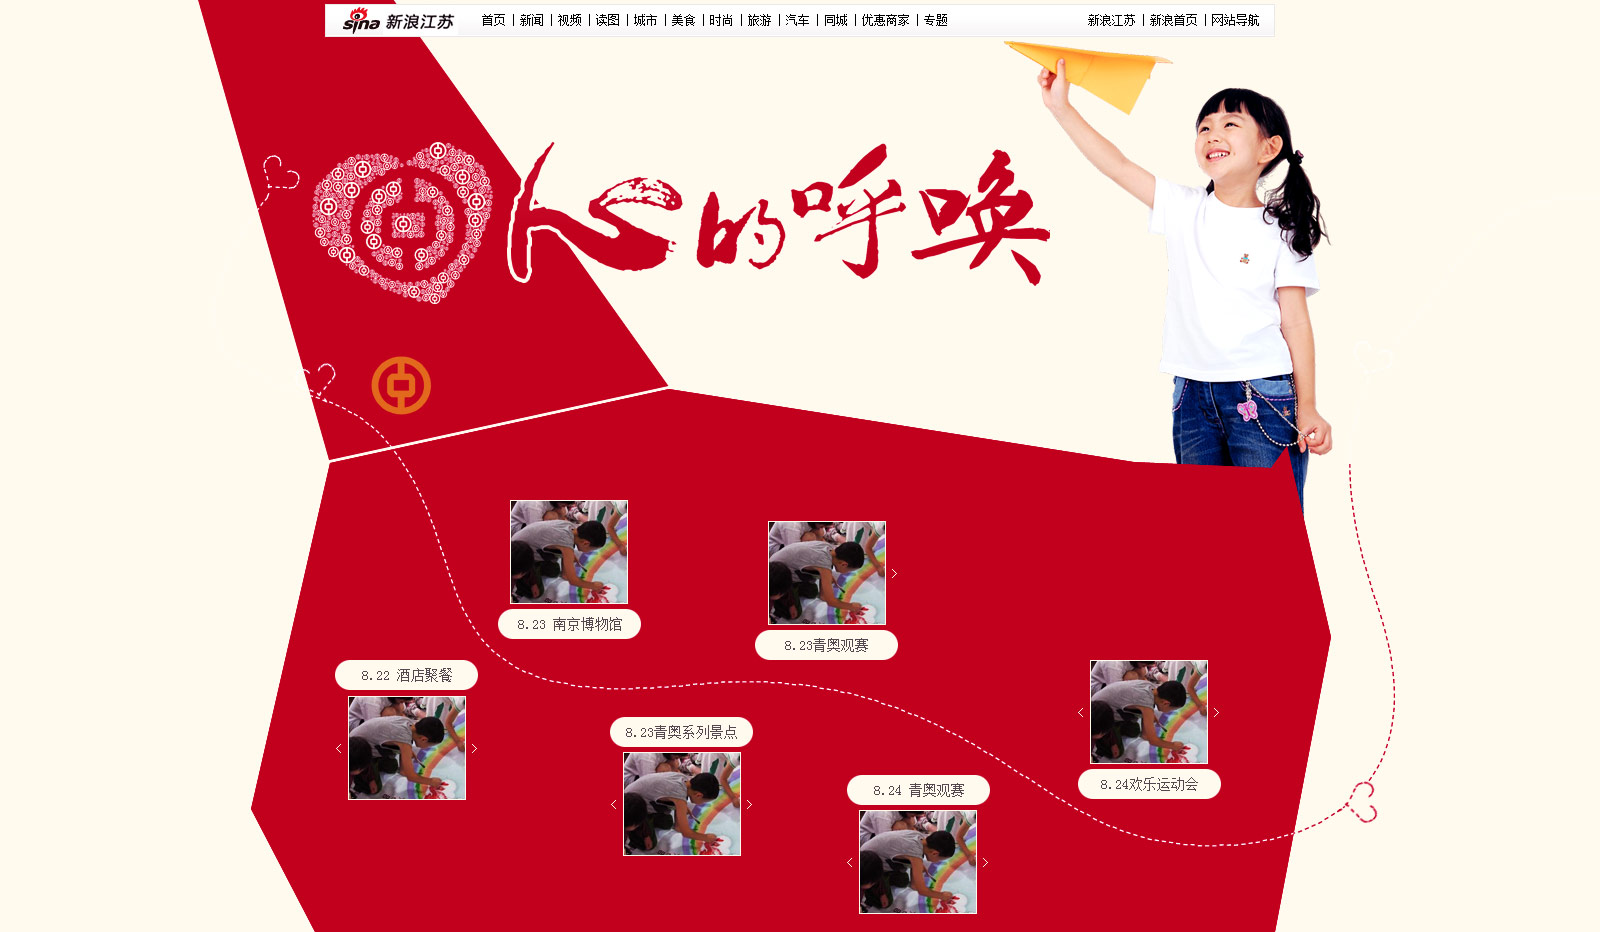 sina 新浪江苏
首页 | 新闻 | 视频 | 读图 | 城市 | 美食 | 时尚 | 旅游 | 汽车 | 同城 | 优惠商家 | 专题
新浪江苏 | 新浪首页 | 网站导航
心的呼唤
8.23 南京博物馆
8.23青奥观赛
8.22 酒店聚餐
8.23青奥系列景点
8.24 青奥观赛
8.24欢乐运动会